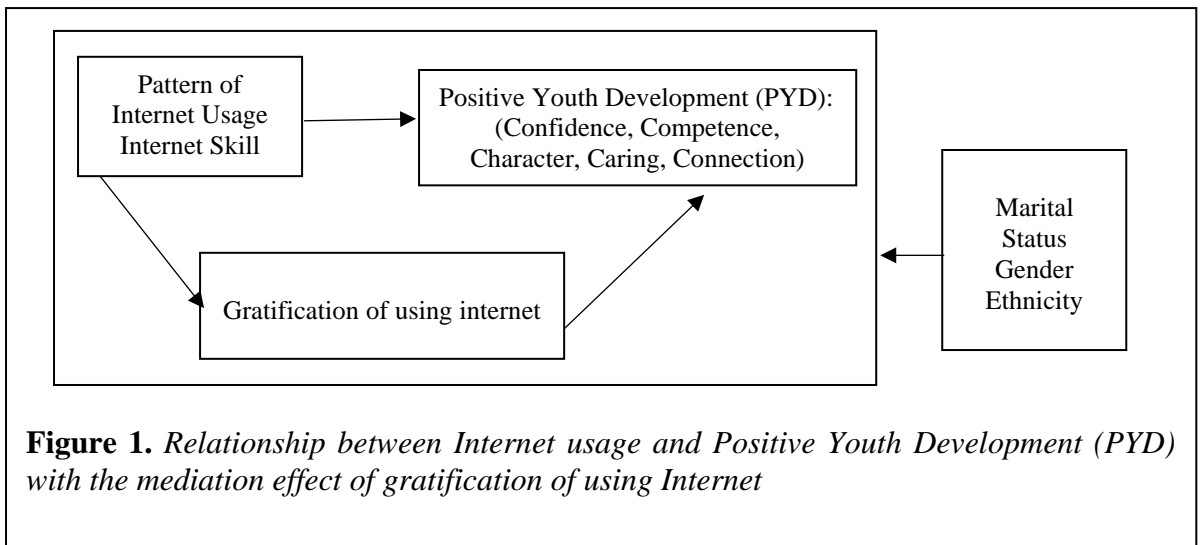 Pattern of
Internet Usage
Internet Skill
Positive Youth Development (PYD):
(Confidence, Competence,
Character, Caring, Connection)
Gratification of using internet
Marital
Status
Gender
Ethnicity
Figure 1. Relationship between Internet usage and Positive Youth Development (PYD)
with the mediation effect of gratification of using Internet